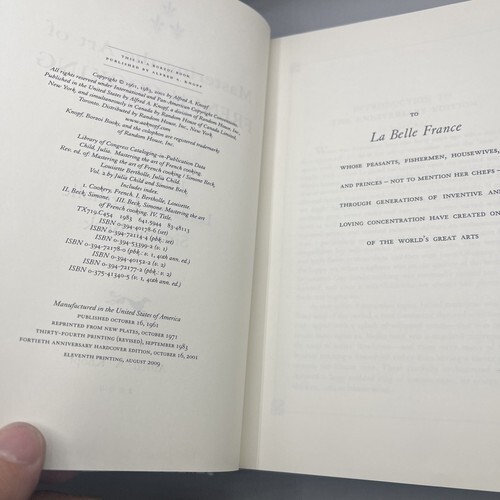 THIS IS A BORZOI BOOK
PUBLISHED BY ALFRED A. KNOPF
Copyright © 1961, 1983, 2001 by Alfred A. Knopf
All rights reserved under International and Pan-American Copyright Conventions.
Published in the United States by Alfred A. Knopf, a division of Random House, Inc.,
New York, and simultaneously in Canada by Random House of Canada Limited,
Toronto. Distributed by Random House, Inc., New York.
www.aaknopf.com
Knopf, Borzoi Books, and the colophon are registered trademarks
of Random House, Inc.
Library of Congress Cataloging-in-Publication Data
Child, Julia. Mastering the art of French cooking.
Rev. ed. of: Mastering the art of French cooking / Simone Beck,
Louisette Bertholle, Julia Child.
Vol. 2 by Julia Child and Simone Beck.
Includes index.
1. Cookery, French. I. Bertholle, Louisette.
II. Beck, Simone. III. Beck, Simone. Mastering the art
of French cooking. IV. Title.
TX719.C454 1983 641.5944 83-48113
ISBN 0-394-40178-6 (set)
ISBN 0-394-72114-4 (pbk.: set)
ISBN 0-394-53399-2 (v. 1)
ISBN 0-394-72178-0 (pbk.: v. 1, 40th ann. ed.)
ISBN 0-394-40152-2 (v. 2)
ISBN 0-394-72177-2 (pbk.: v. 2)
ISBN 0-375-41340-5 (v. 1, 40th ann. ed.)
Manufactured in the United States of America
PUBLISHED OCTOBER 16, 1961
REPRINTED FROM NEW PLATES, OCTOBER 1971
THIRTY-FOURTH PRINTING (REVISED), SEPTEMBER 1983
FORTIETH ANNIVERSARY HARDCOVER EDITION, OCTOBER 16, 2001
ELEVENTH PRINTING, AUGUST 2009
TO
La Belle France
WHOSE PEASANTS, FISHERMEN, HOUSEWIVES,
AND PRINCES—NOT TO MENTION HER CHEFS—
THROUGH GENERATIONS OF INVENTIVE AND
LOVING CONCENTRATION HAVE CREATED ON
OF THE WORLD'S GREAT ARTS